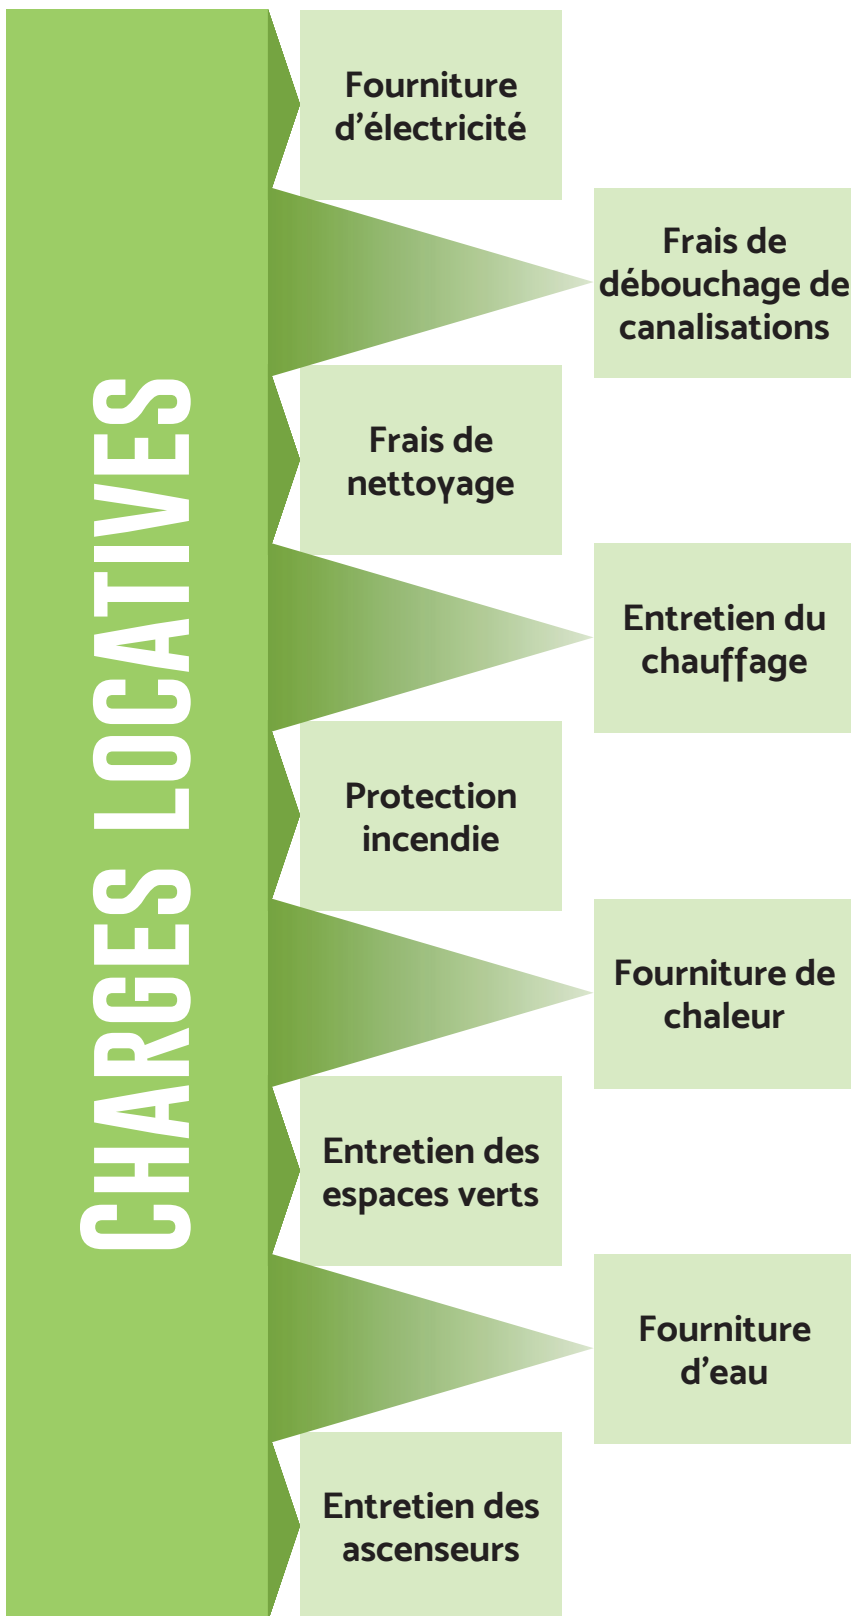 CHARGES LOCATIVES
Fourniture
d’électricité
Frais de
débouchage de
canalisations
Frais de
nettoyage
Entretien du
chauffage
Protection
incendie
Fourniture de
chaleur
Entretien des
espaces verts
Fourniture
d’eau
Entretien des
ascenseurs